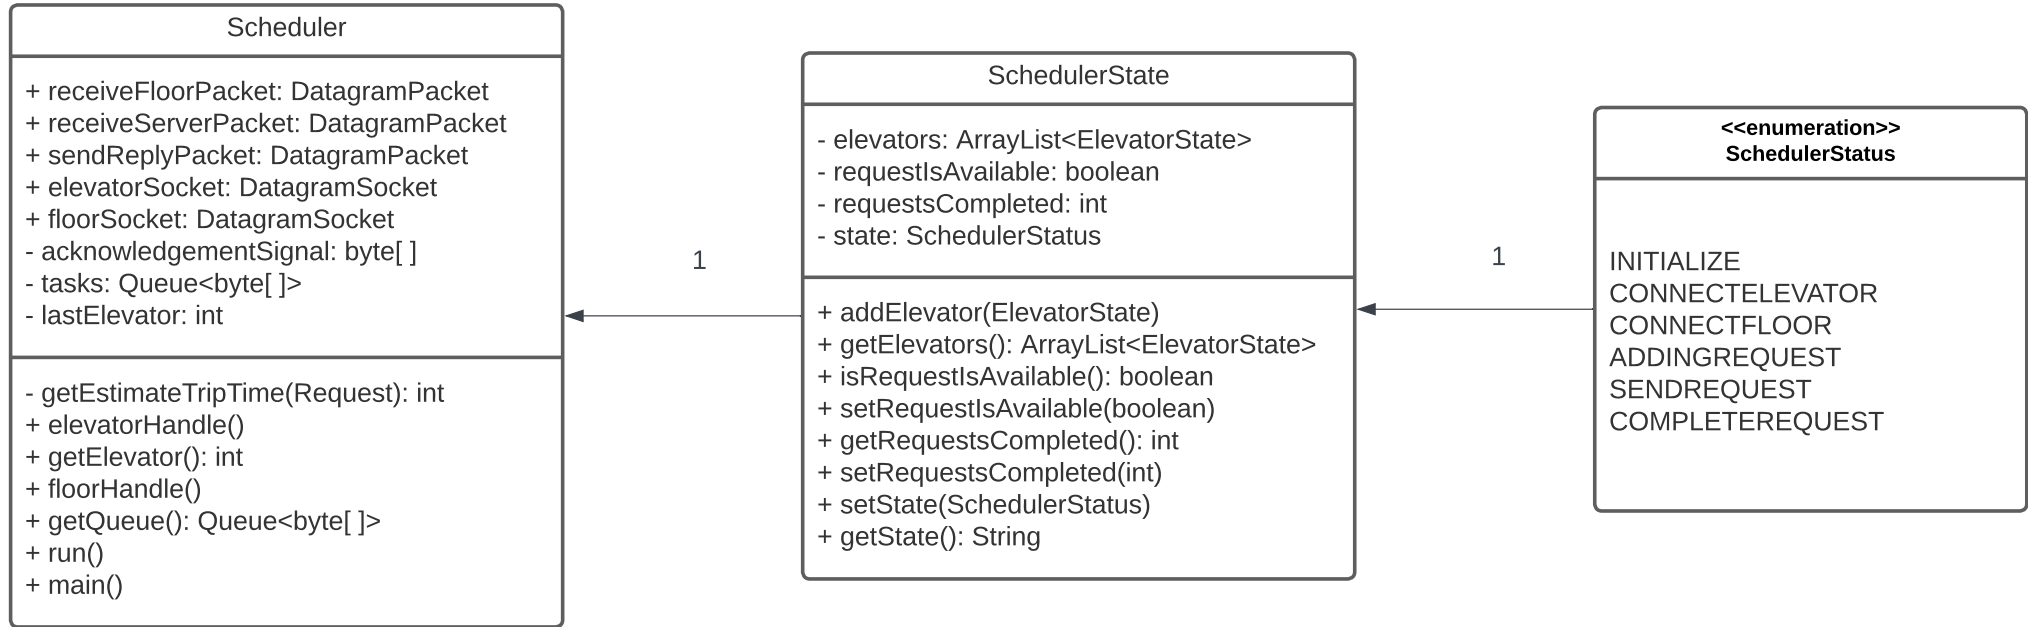 Scheduler
+ receiveFloorPacket: DatagramPacket
+ receiveServerPacket: DatagramPacket
+ sendReplyPacket: DatagramPacket
+ elevatorSocket: DatagramSocket
+ floorSocket: DatagramSocket
- acknowledgementSignal: byte[ ]
- tasks: Queue<byte[ ]>
- lastElevator: int
- getEstimateTripTime(Request): int
+ elevatorHandle()
+ getElevator(): int
+ floorHandle()
+ getQueue(): Queue<byte[ ]>
+ run()
+ main()
1
SchedulerState
- elevators: ArrayList<ElevatorState>
- requestIsAvailable: boolean
- requestsCompleted: int
- state: SchedulerStatus
+ addElevator(ElevatorState)
+ getElevators(): ArrayList<ElevatorState>
+ isRequestIsAvailable(): boolean
+ setRequestIsAvailable(boolean)
+ getRequestsCompleted(): int
+ setRequestsCompleted(int)
+ setState(SchedulerStatus)
+ getState(): String
1
<<enumeration>>
SchedulerStatus
INITIALIZE
CONNECTELEVATOR
CONNECTFLOOR
ADDINGREQUEST
SENDREQUEST
COMPLETEREQUEST